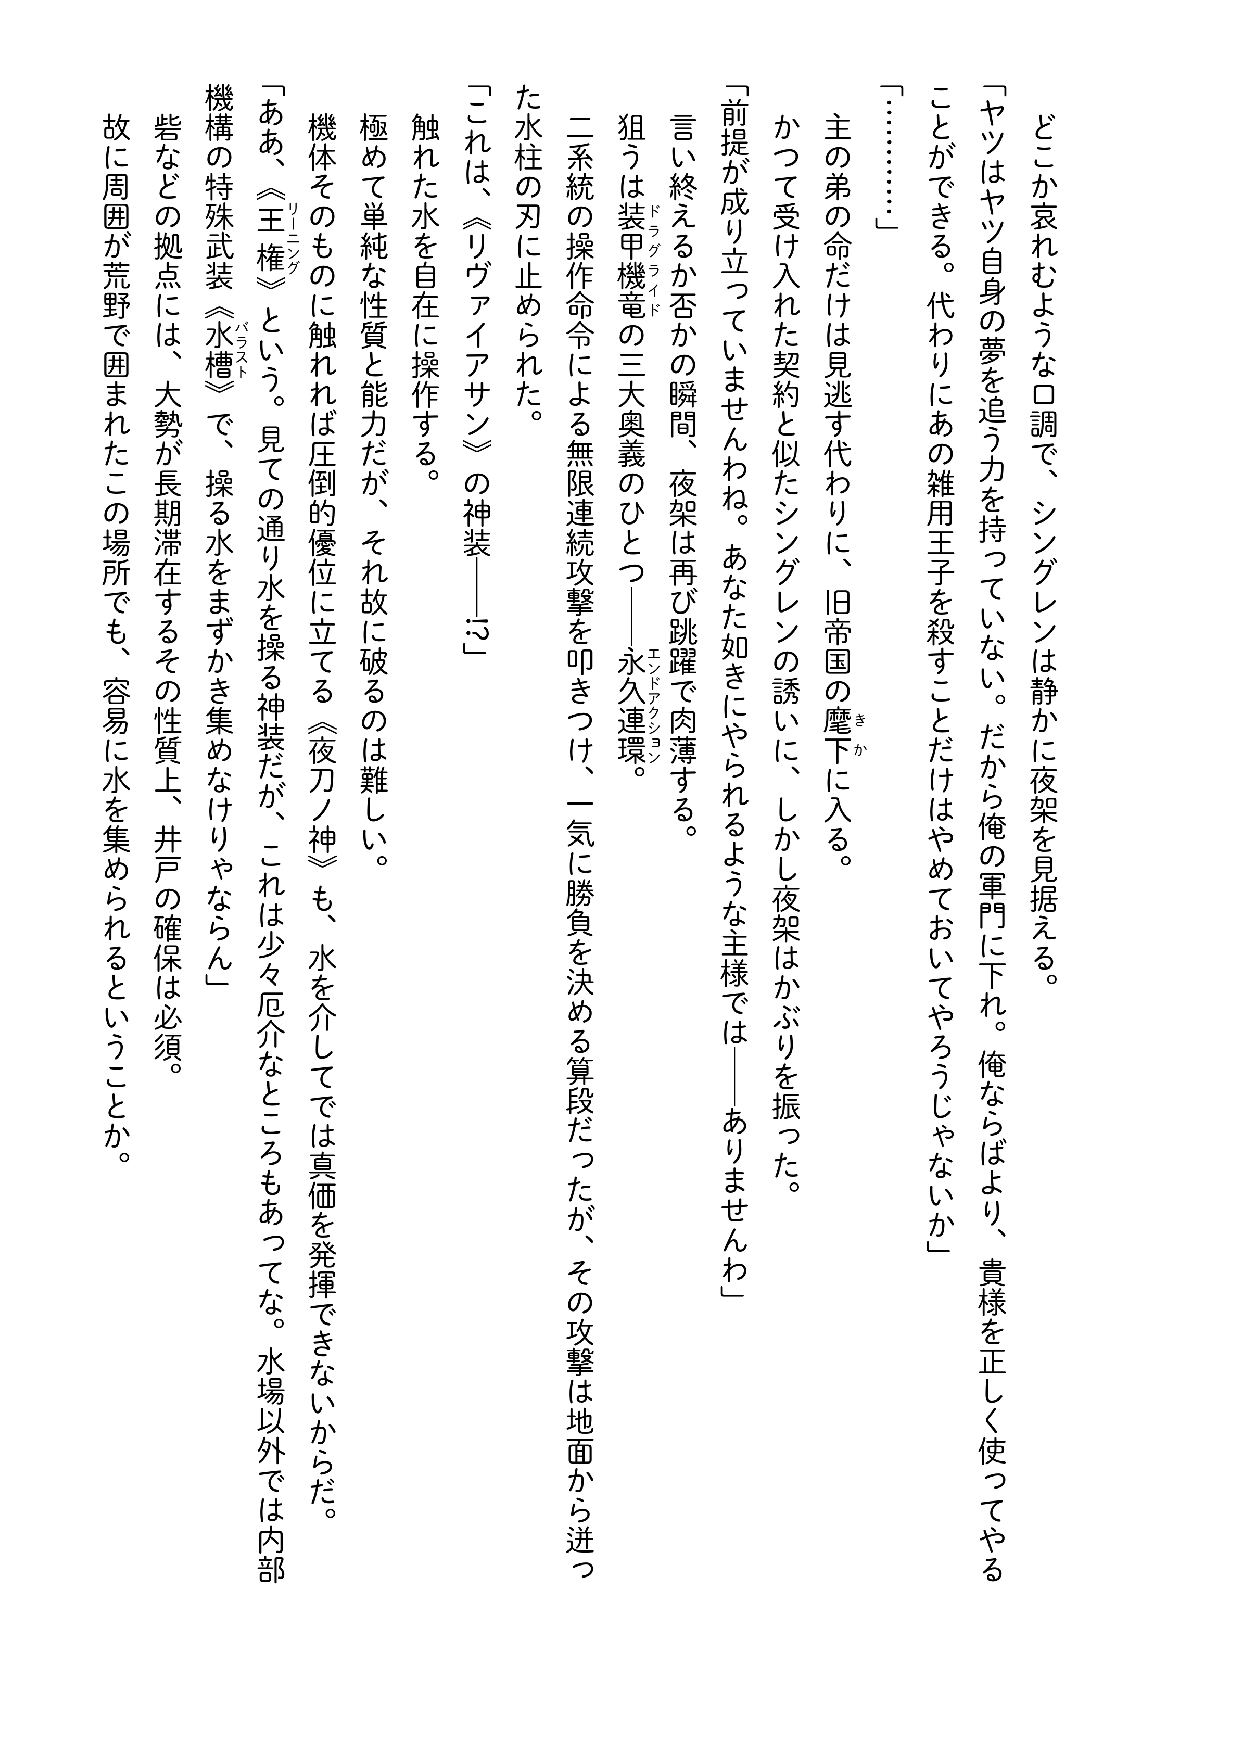 どこか哀れむような口調で、シングレンは静かに夜架を見据える。
「ヤツはヤツ自身の夢を追う力を持っていない。だから俺の軍門に下れ。俺ならばより、貴様を正しく使ってやる
ことができる。代わりにあの雑用王子を殺すことだけはやめておいてやろうじゃないか」
「…………」
主の弟の命だけは見逃す代わりに、旧帝国の麾下に入る。
かつて受け入れた契約と似たシングレンの誘いに、しかし夜架はかぶりを振った。
「前提が成り立っていませんわね。あなた如きにやられるような主様では――ありませんわ」
言い終えるか否かの瞬間、夜架は再び跳躍で肉薄する。
狙うは装甲機竜の三大奥義のひとつ――永久連環。
二系統の操作命令による無限連続攻撃を叩きつけ、一気に勝負を決める算段だったが、その攻撃は地面から迸っ
た水柱の刃に止められた。
「これは、《リヴァイアサン》の神装――!?」
触れた水を自在に操作する。
極めて単純な性質と能力だが、それ故に破るのは難しい。
機体そのものに触れれば圧倒的優位に立てる《夜刀ノ神》も、水を介してでは真価を発揮できないからだ。
「ああ、《王権》という。見ての通り水を操る神装だが、これは少々厄介なところもあってな。水場以外では内部
機構の特殊武装《水槽》で、操る水をまずかき集めなけりゃならん」
砦などの拠点には、大勢が長期滞在するその性質上、井戸の確保は必須。
故に周囲が荒野で囲まれたこの場所でも、容易に水を集められるということか。